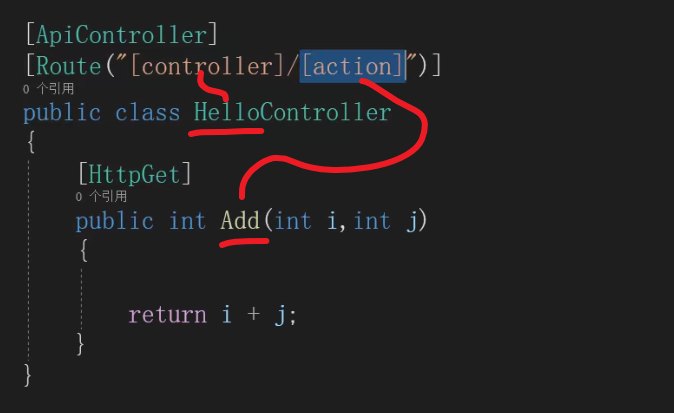 [ApiController]
[Route("[controller]/[action]")]
0 个引用
public class HelloController
{
[HttpGet]
0 个引用
public int Add(int i,int j)
{
return i + j;
}
}